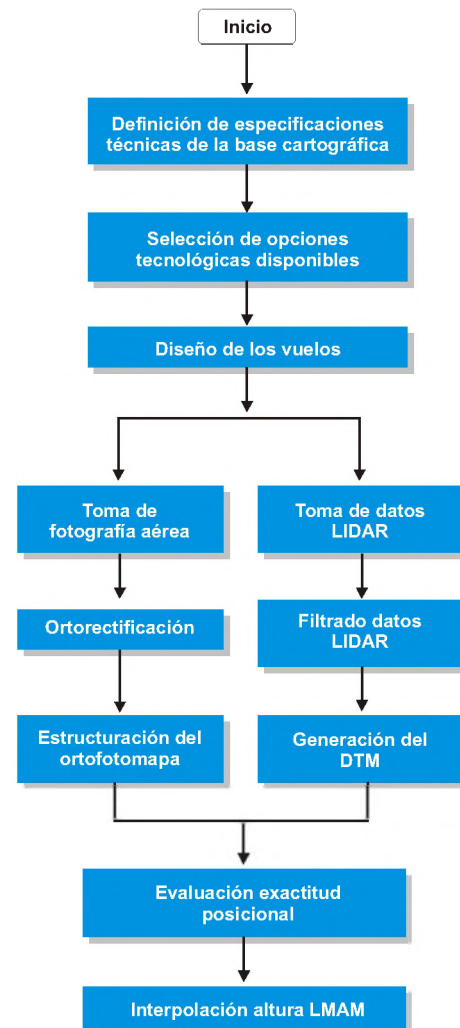 Inicio
Definición de especificaciones
técnicas de la base cartográfica
Selección de opciones
tecnológicas disponibles
Diseño de los vuelos
Toma de
fotografía aérea
Toma de datos
LIDAR
Ortorectificación
Filtrado datos
LIDAR
Estructuración del
ortofotomapa
Generación del
DTM
Evaluación exactitud
posicional
Interpolación altura LMAM